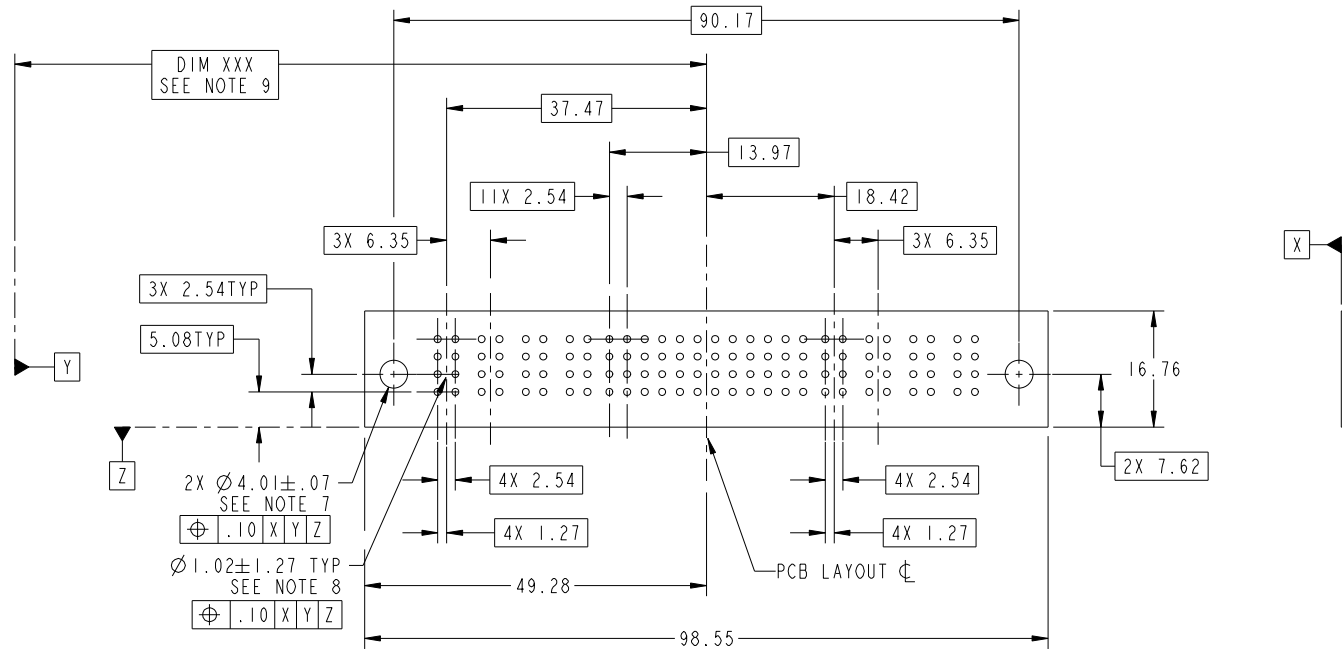 90.17
DIM XXX
SEE NOTE 9
37.47
13.97
11X 2.54
18.42
3X 6.35
3X 6.35
X
3X 2.54TYP
5.08TYP
Y
16.76
Z
2X Ø4.01±.07
SEE NOTE 7
⌖ .10 X Y Z
4X 2.54
4X 2.54
2X 7.62
4X 1.27
4X 1.27
Ø1.02±1.27 TYP
SEE NOTE 8
⌖ .10 X Y Z
PCB LAYOUT ℄
49.28
98.55